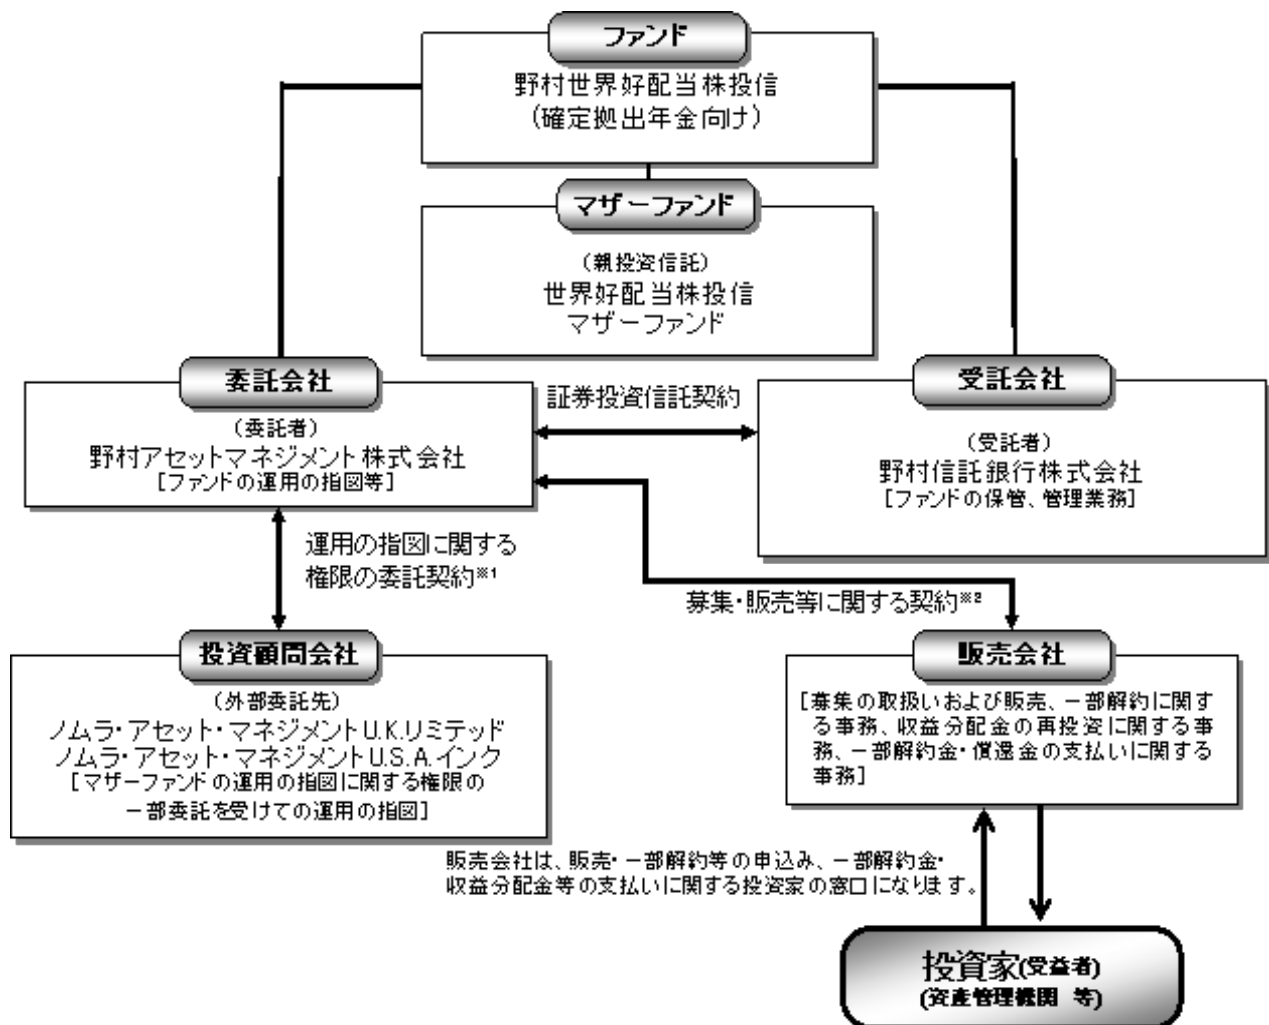 ファンド
野村世界好配当株投信
(確定拠出年金向け)
マザーファンド
(親投資信託)
世界好配当株投信
マザーファンド
委託会社
(委託者)
野村アセットマネジメント株式会社
[ファンドの運用の指図等]
証券投資信託契約
受託会社
(受託者)
野村信託銀行株式会社
[ファンドの保管、管理業務]
運用の指図に関する
権限の委託契約※1
募集・販売等に関する契約※2
投資顧問会社
(外部委託先)
ノムラ・アセット・マネジメントU.K.リミテッド
ノムラ・アセット・マネジメントU.S.A.インク
[マザーファンドの運用の指図に関する権限の
一部委託を受けての運用の指図]
販売会社
[募集の取扱いおよび販売、一部解約に関す
る事務、収益分配金の再投資に関する事
務、一部解約金・償還金の支払いに関する
事務]
販売会社は、販売・一部解約等の申込み、一部解約金・
収益分配金等の支払いに関する投資家の窓口になります。
投資家(受益者)
(資産管理機関 等)